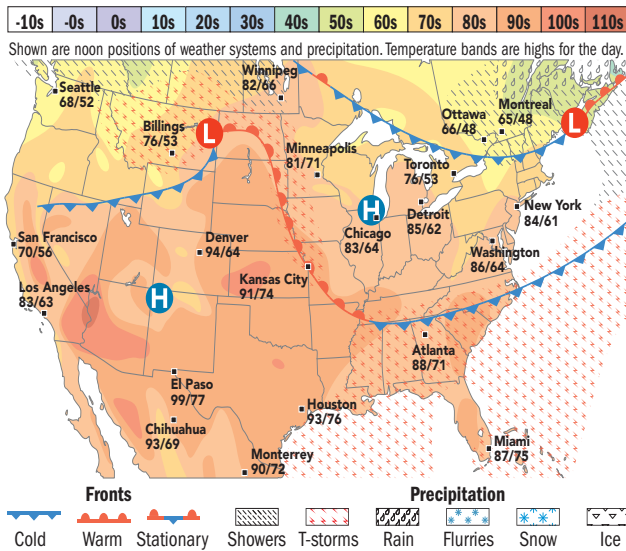 -10s -0s 0s 10s 20s 30s 40s 50s 60s 70s 80s 90s 100s 110s
Shown are noon positions of weather systems and precipitation. Temperature bands are highs for the day.
Seattle
68/52
Winnipeg
82/66
Billings
76/53
L
Minneapolis
81/71
Ottawa
66/48
Montreal
65/48
L
Toronto
76/53
H
Chicago
83/64
Detroit
85/62
New York
84/61
Washington
86/64
San Francisco
70/56
Denver
94/64
Kansas City
91/74
Los Angeles
83/63
H
Atlanta
88/71
El Paso
99/77
Houston
93/76
Chihuahua
93/69
Monterrey
90/72
Miami
87/75
Fronts
Precipitation
Cold Warm Stationary Showers T-storms Rain Flurries Snow Ice